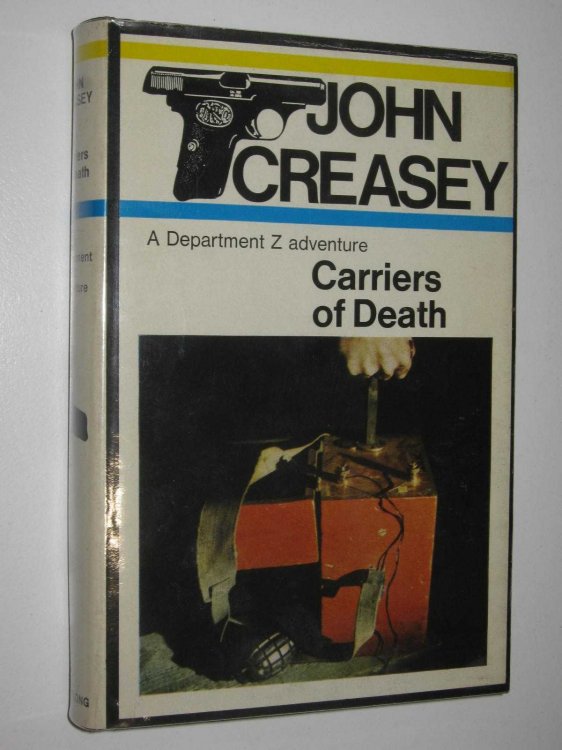 JOHN
CREASEY
A Department Z adventure
Carriers
of Death